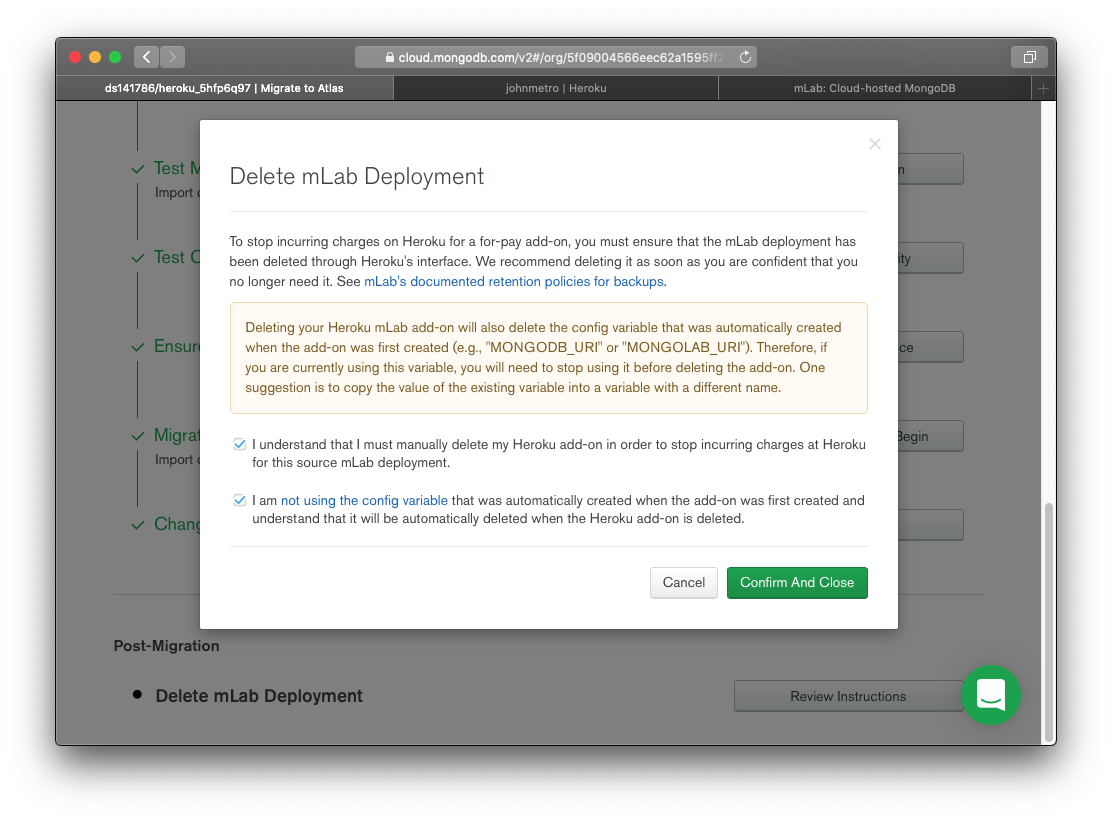 cloud.mongodb.com/v2#/org/5f09004566eec62a1595ff2
ds141786/heroku_5hfp6q97 | Migrate to Atlas
johnmetro | Heroku
mLab: Cloud-hosted MongoDB
Delete mLab Deployment
To stop incurring charges on Heroku for a for-pay add-on, you must ensure that the mLab deployment has
been deleted through Heroku's interface. We recommend deleting it as soon as you are confident that you
no longer need it. See mLab's documented retention policies for backups.
Deleting your Heroku mLab add-on will also delete the config variable that was automatically created
when the add-on was first created (e.g., "MONGODB_URI" or "MONGOLAB_URI"). Therefore, if
you are currently using this variable, you will need to stop using it before deleting the add-on. One
suggestion is to copy the value of the existing variable into a variable with a different name.
I understand that I must manually delete my Heroku add-on in order to stop incurring charges at Heroku
for this source mLab deployment.
I am not using the config variable that was automatically created when the add-on was first created and
understand that it will be automatically deleted when the Heroku add-on is deleted.
Cancel
Confirm And Close
Test M
Import
Test
Ensure
Migrat
Import
Begin
Chang
Post-Migration
Delete mLab Deployment
Review Instructions